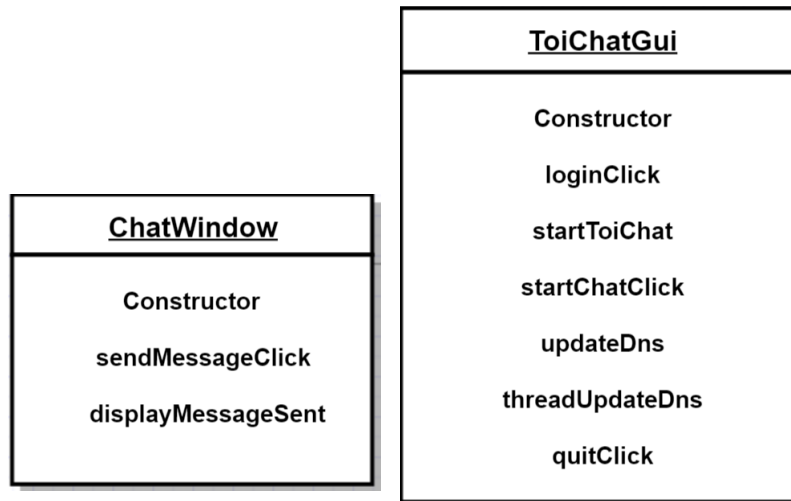 ChatWindow
Constructor
sendMessageClick
displayMessageSent
ToiChatGui
Constructor
loginClick
startToiChat
startChatClick
updateDns
threadUpdateDns
quitClick